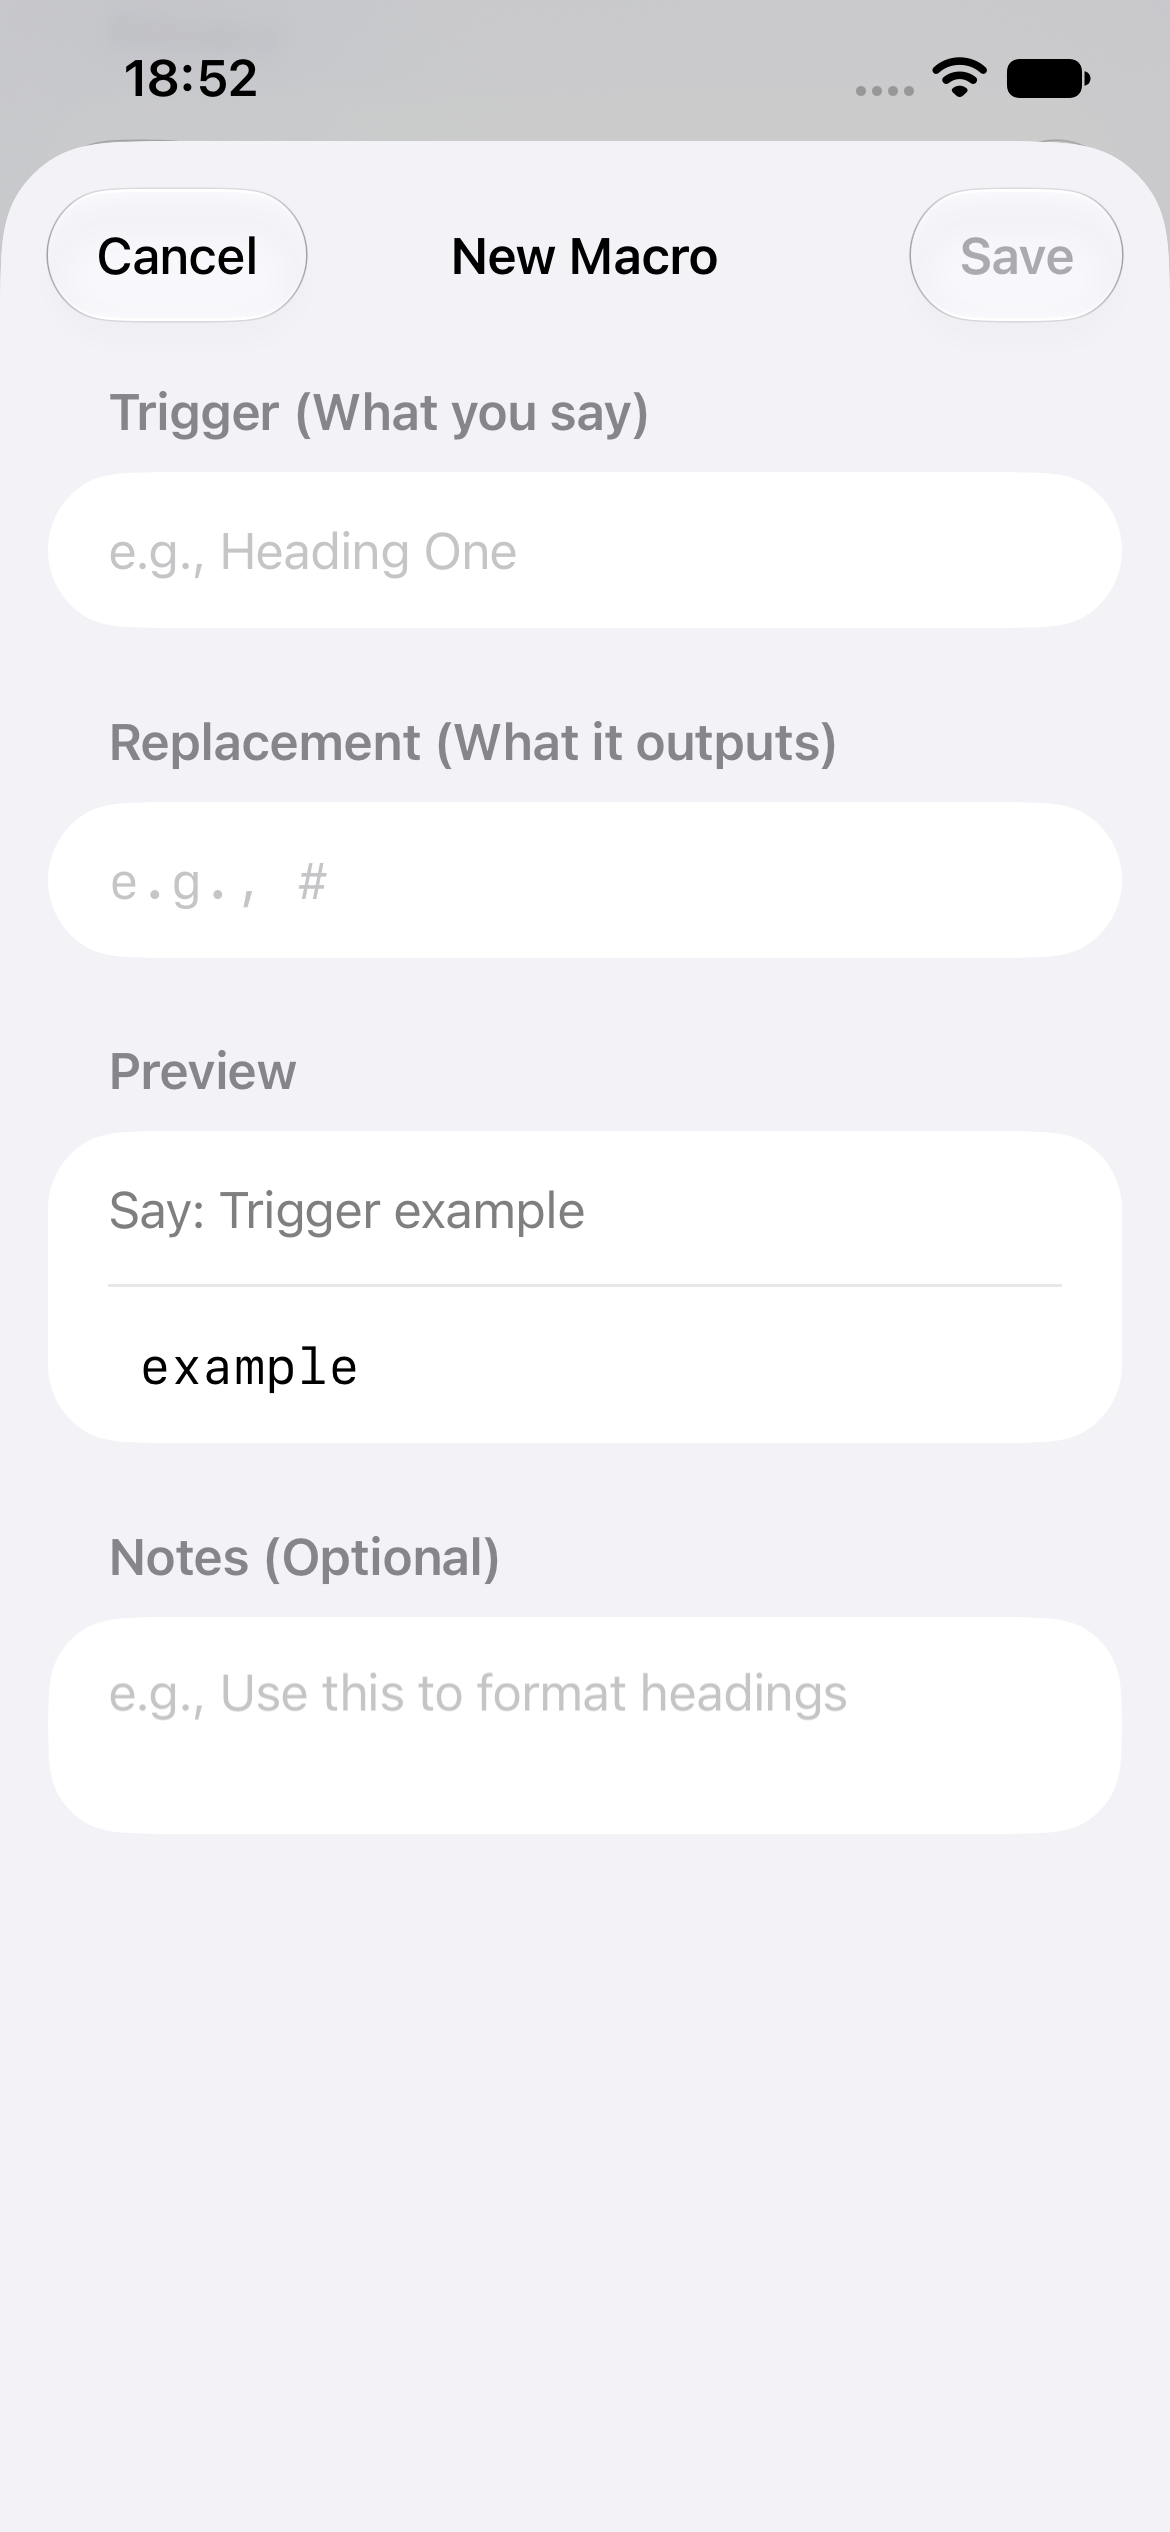 18:52
Cancel New Macro Save
Trigger (What you say)
e.g., Heading One
Replacement (What it outputs)
e.g., #
Preview
Say: Trigger example
example
Notes (Optional)
e.g., Use this to format headings